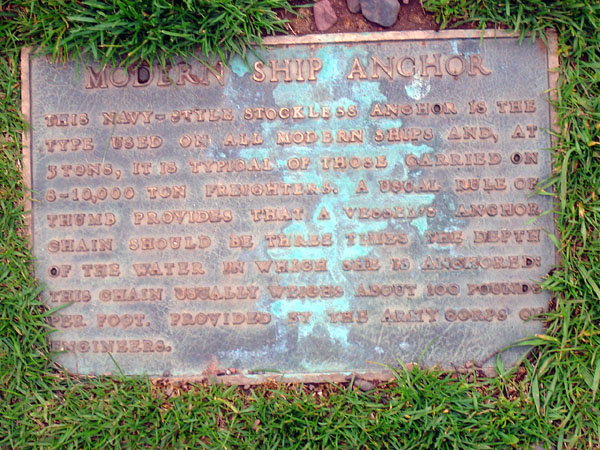 MODERN SHIP ANCHOR
THIS NAVY-STYLE STOCKLESS ANCHOR IS THE
TYPE USED ON ALL MODERN SHIPS AND, AT
3 TONS, IT IS TYPICAL OF THOSE CARRIED ON
8-10,000 TON FREIGHTERS. A USUAL RULE OF
THUMB PROVIDES THAT A VESSEL'S ANCHOR
CHAIN SHOULD BE THREE TIMES THE DEPTH
OF THE WATER IN WHICH SHE IS ANCHORED:
THIS CHAIN USUALLY WEIGHS ABOUT 100 POUNDS
PER FOOT. PROVIDED BY THE ARMY CORPS OF
ENGINEERS.